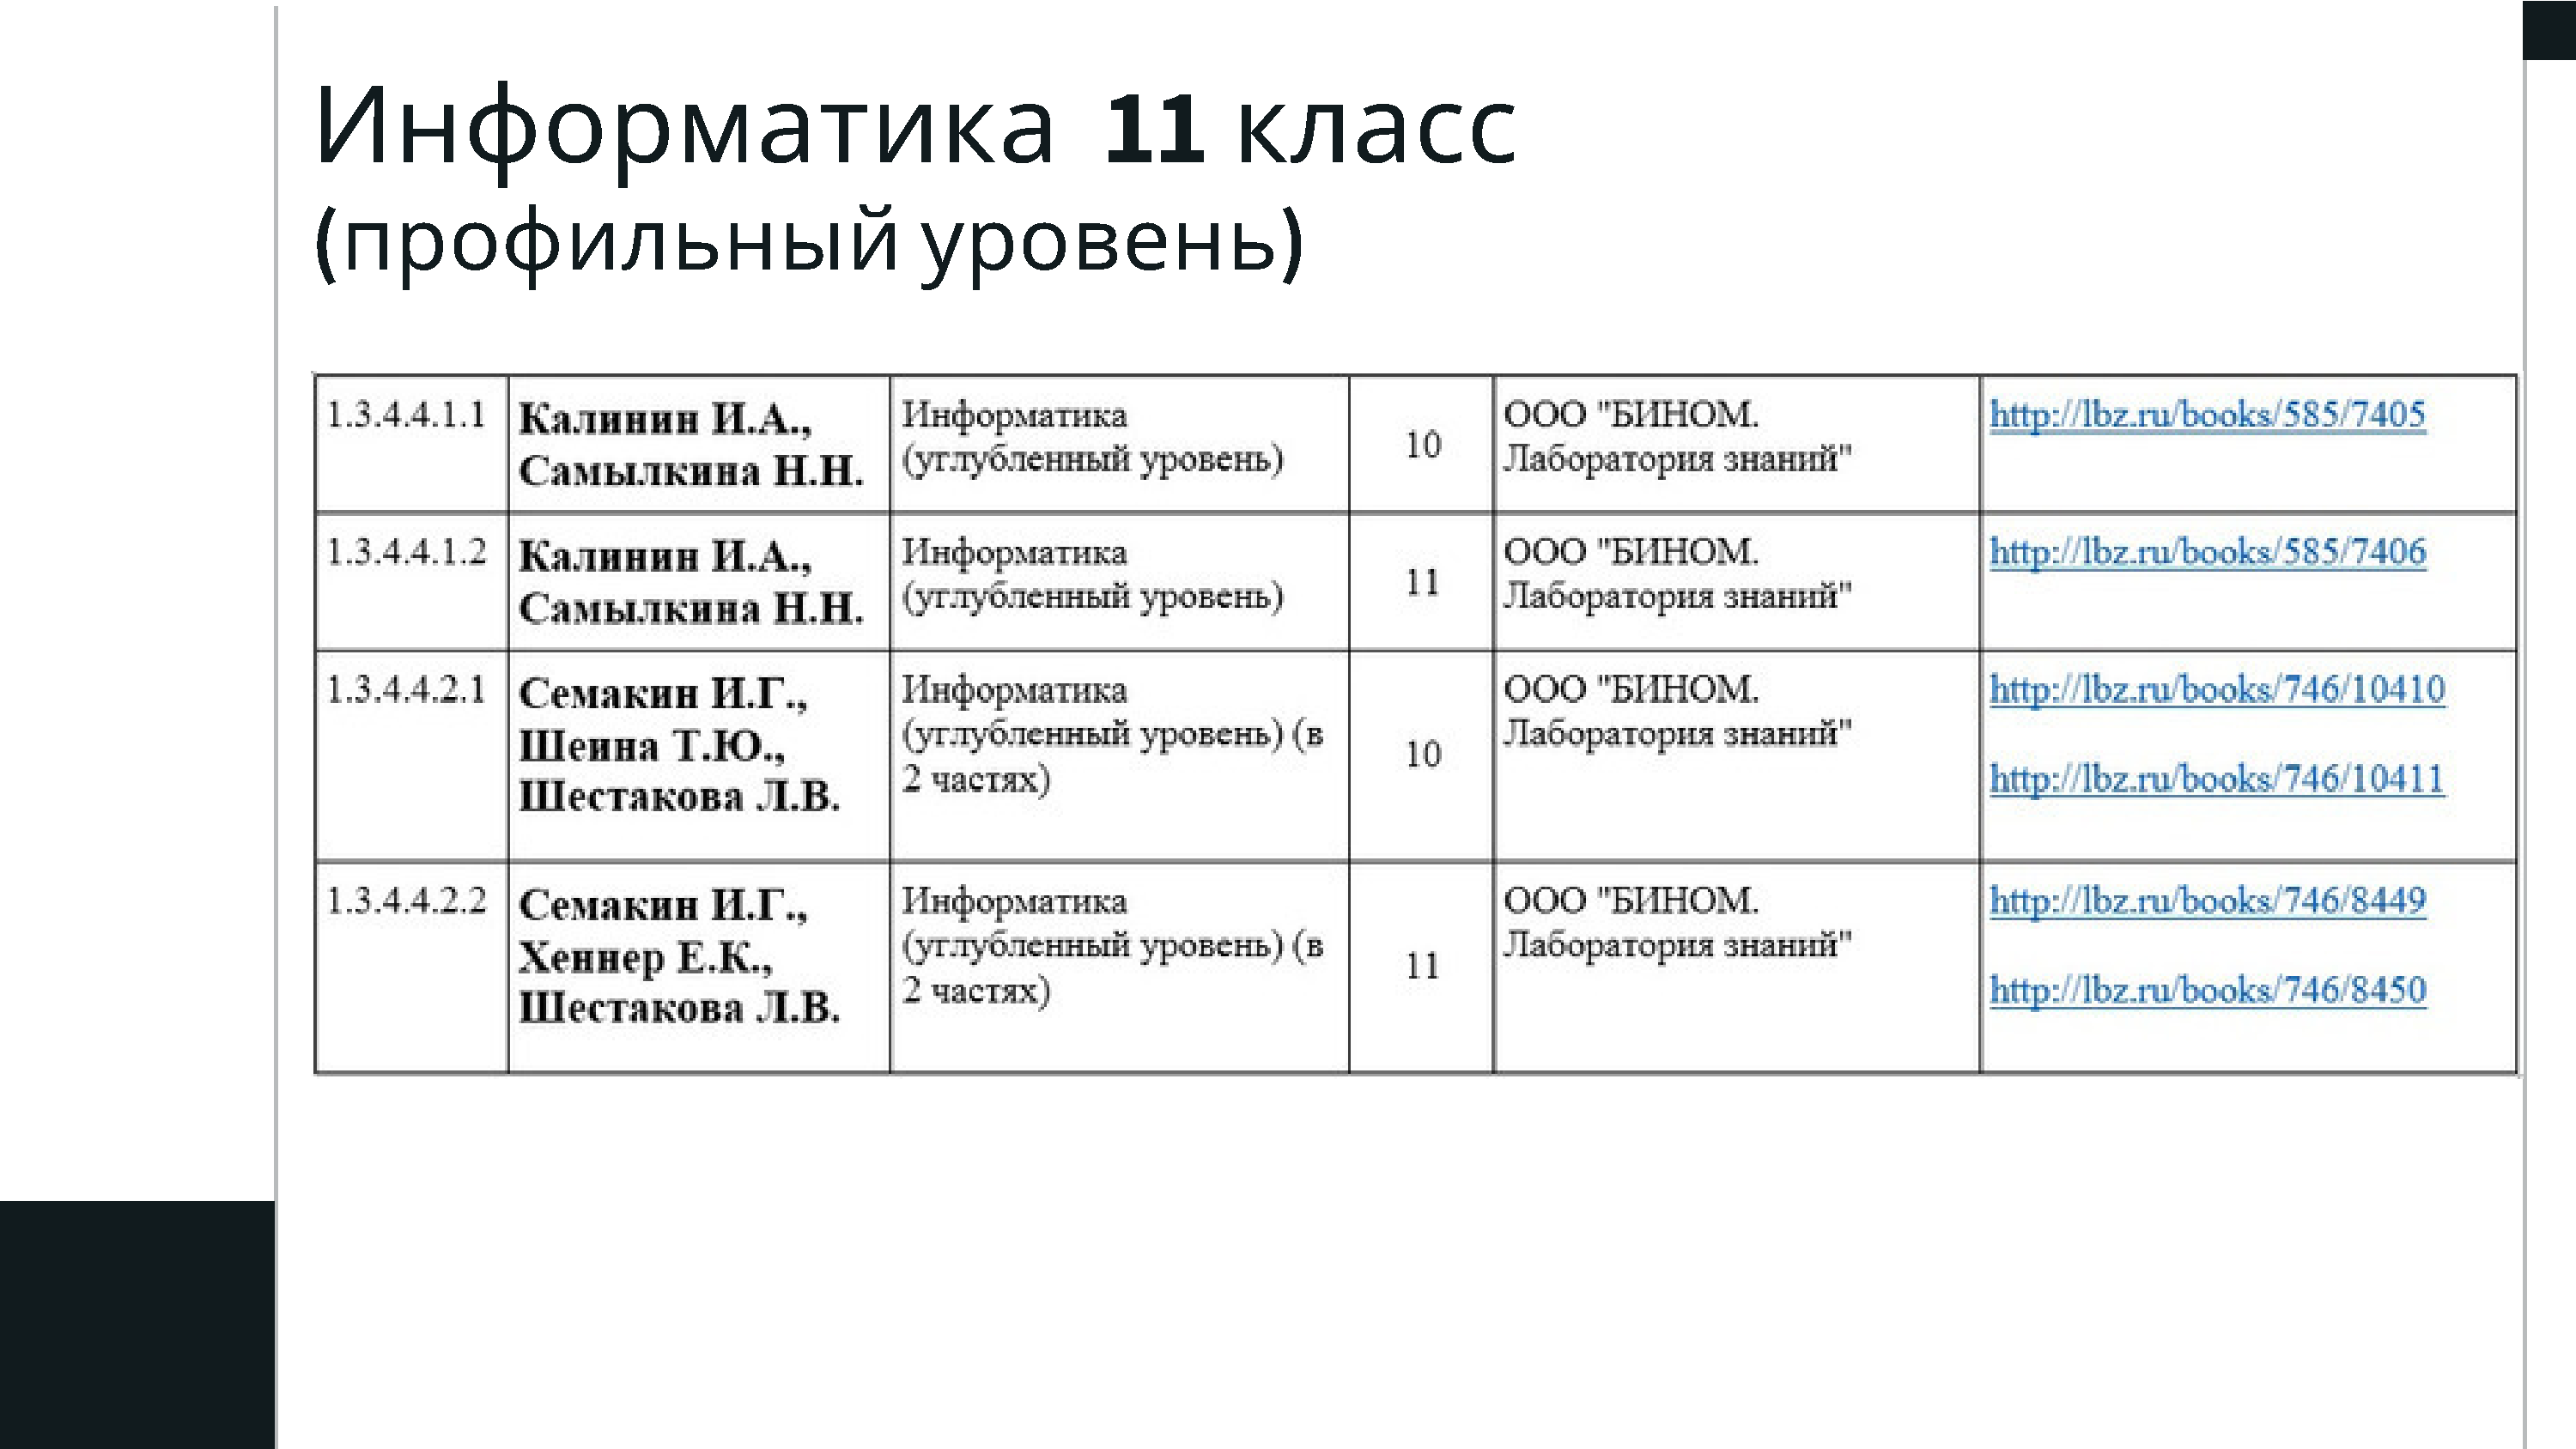 Информатика 11 класс
(профильный уровень)
1.3.4.4.1.1
Калинин И.А.,
Самылкина Н.Н.
Информатика
(углубленный уровень)
10
ООО "БИНОМ.
Лаборатория знаний"
http://lbz.ru/books/585/7405
1.3.4.4.1.2
Калинин И.А.,
Самылкина Н.Н.
Информатика
(углубленный уровень)
11
ООО "БИНОМ.
Лаборатория знаний"
http://lbz.ru/books/585/7406
1.3.4.4.2.1
Семакин И.Г.,
Шеина Т.Ю.,
Шестакова Л.В.
Информатика
(углубленный уровень) (в
2 частях)
10
ООО "БИНОМ.
Лаборатория знаний"
http://lbz.ru/books/746/10410
http://lbz.ru/books/746/10411
1.3.4.4.2.2
Семакин И.Г.,
Хеннер Е.К.,
Шестакова Л.В.
Информатика
(углубленный уровень) (в
2 частях)
11
ООО "БИНОМ.
Лаборатория знаний"
http://lbz.ru/books/746/8449
http://lbz.ru/books/746/8450